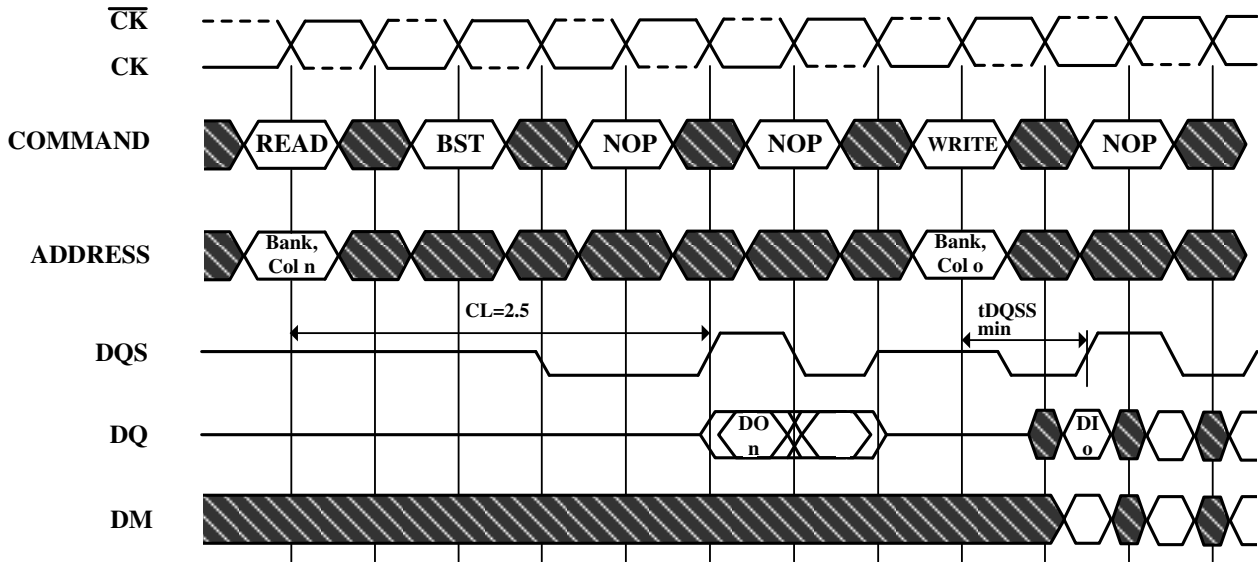 CK
CK
COMMAND
READ
BST
NOP
NOP
WRITE
NOP
ADDRESS
Bank,
Col n
Bank,
Col o
CL=2.5
tDQSS
min
DQS
DQ
DO
n
DI
o
DM